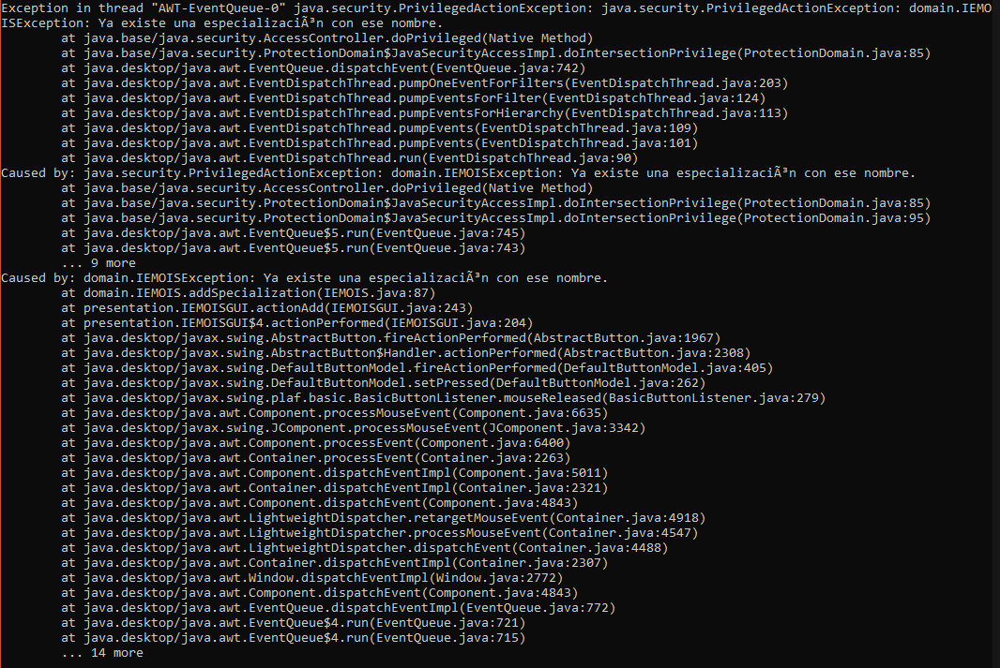 Exception in thread "AWT-EventQueue-0" java.security.PrivilegedActionException: java.security.PrivilegedActionException: domain.IEMO
ISException: Ya existe una especializaciÃ³n con ese nombre.
        at java.base/java.security.AccessController.doPrivileged(Native Method)
        at java.base/java.security.ProtectionDomain$JavaSecurityAccessImpl.doIntersectionPrivilege(ProtectionDomain.java:85)
        at java.desktop/java.awt.EventQueue.dispatchEvent(EventQueue.java:742)
        at java.desktop/java.awt.EventDispatchThread.pumpOneEventForFilters(EventDispatchThread.java:203)
        at java.desktop/java.awt.EventDispatchThread.pumpEventsForFilter(EventDispatchThread.java:124)
        at java.desktop/java.awt.EventDispatchThread.pumpEventsForHierarchy(EventDispatchThread.java:113)
        at java.desktop/java.awt.EventDispatchThread.pumpEvents(EventDispatchThread.java:109)
        at java.desktop/java.awt.EventDispatchThread.pumpEvents(EventDispatchThread.java:101)
        at java.desktop/java.awt.EventDispatchThread.run(EventDispatchThread.java:90)
Caused by: java.security.PrivilegedActionException: domain.IEMOISException: Ya existe una especializaciÃ³n con ese nombre.
        at java.base/java.security.AccessController.doPrivileged(Native Method)
        at java.base/java.security.ProtectionDomain$JavaSecurityAccessImpl.doIntersectionPrivilege(ProtectionDomain.java:85)
        at java.base/java.security.ProtectionDomain$JavaSecurityAccessImpl.doIntersectionPrivilege(ProtectionDomain.java:95)
        at java.desktop/java.awt.EventQueue$5.run(EventQueue.java:745)
        at java.desktop/java.awt.EventQueue$5.run(EventQueue.java:743)
        ... 9 more
Caused by: domain.IEMOISException: Ya existe una especializaciÃ³n con ese nombre.
        at domain.IEMOIS.addSpecialization(IEMOIS.java:87)
        at presentation.IEMOISGUI.actionAdd(IEMOISGUI.java:243)
        at presentation.IEMOISGUI$4.actionPerformed(IEMOISGUI.java:204)
        at java.desktop/javax.swing.AbstractButton.fireActionPerformed(AbstractButton.java:1967)
        at java.desktop/javax.swing.AbstractButton$Handler.actionPerformed(AbstractButton.java:2308)
        at java.desktop/javax.swing.DefaultButtonModel.fireActionPerformed(DefaultButtonModel.java:405)
        at java.desktop/javax.swing.DefaultButtonModel.setPressed(DefaultButtonModel.java:262)
        at java.desktop/javax.swing.plaf.basic.BasicButtonListener.mouseReleased(BasicButtonListener.java:279)
        at java.desktop/java.awt.Component.processMouseEvent(Component.java:6635)
        at java.desktop/javax.swing.JComponent.processMouseEvent(JComponent.java:3342)
        at java.desktop/java.awt.Component.processEvent(Component.java:6400)
        at java.desktop/java.awt.Container.processEvent(Container.java:2263)
        at java.desktop/java.awt.Component.dispatchEventImpl(Component.java:5011)
        at java.desktop/java.awt.Container.dispatchEventImpl(Container.java:2321)
        at java.desktop/java.awt.Component.dispatchEvent(Component.java:4843)
        at java.desktop/java.awt.LightweightDispatcher.retargetMouseEvent(Container.java:4918)
        at java.desktop/java.awt.LightweightDispatcher.processMouseEvent(Container.java:4547)
        at java.desktop/java.awt.LightweightDispatcher.dispatchEvent(Container.java:4488)
        at java.desktop/java.awt.Container.dispatchEventImpl(Container.java:2307)
        at java.desktop/java.awt.Window.dispatchEventImpl(Window.java:2772)
        at java.desktop/java.awt.Component.dispatchEvent(Component.java:4843)
        at java.desktop/java.awt.EventQueue.dispatchEventImpl(EventQueue.java:772)
        at java.desktop/java.awt.EventQueue$4.run(EventQueue.java:721)
        at java.desktop/java.awt.EventQueue$4.run(EventQueue.java:715)
        ... 14 more